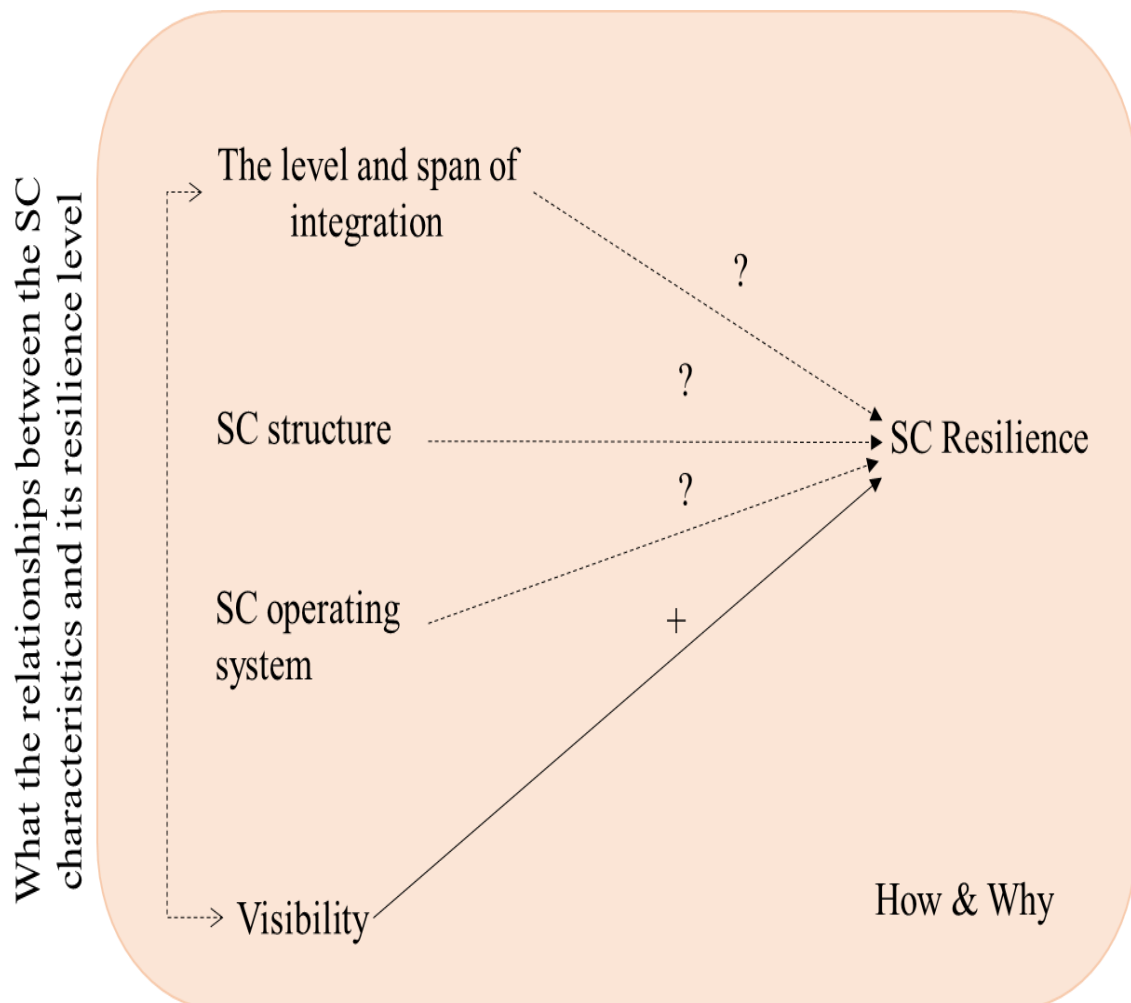 What the relationships between the SC
characteristics and its resilience level
The level and span of
integration
?
?
SC structure
SC Resilience
?
SC operating
system
+
Visibility
How & Why